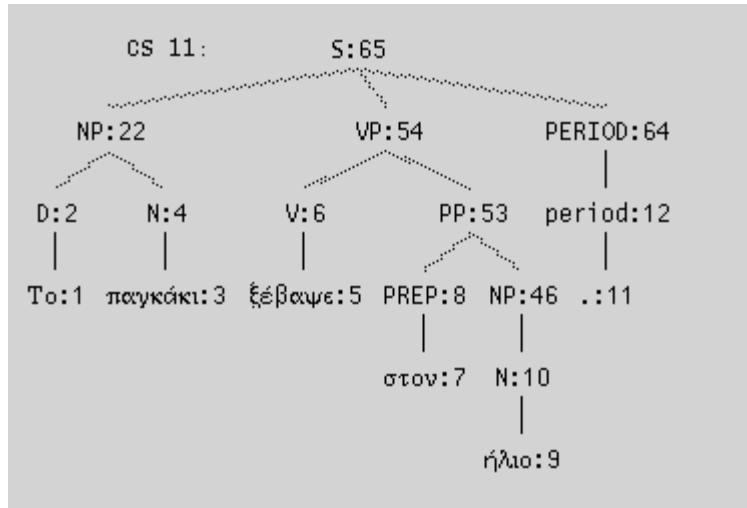 CS 11: S:65
NP:22 VP:54 PERIOD:64
D:2 N:4 V:6 PP:53 period:12
Το:1 παγκάκι:3 ξέβαψε:5 PREP:8 NP:46 .:11
στον:7 N:10
ήλιο:9